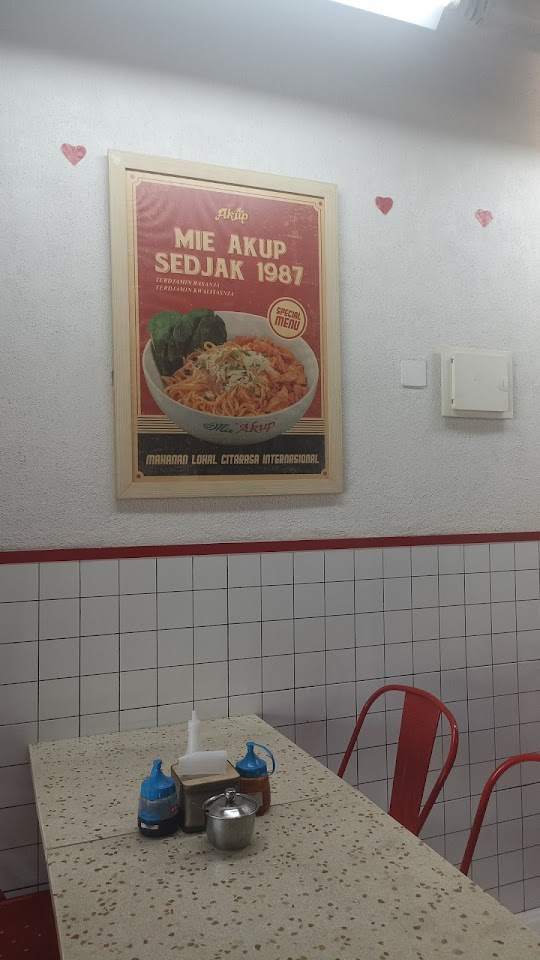 Akup
MIE AKUP
SEDJAK 1987
TERDJAMIN RASANJA
TERDJAMIN KWALITASNJA
SPECIAL
MENU
Mie Akup
MAKANAN LOKAL CITARASA INTERNASIONAL